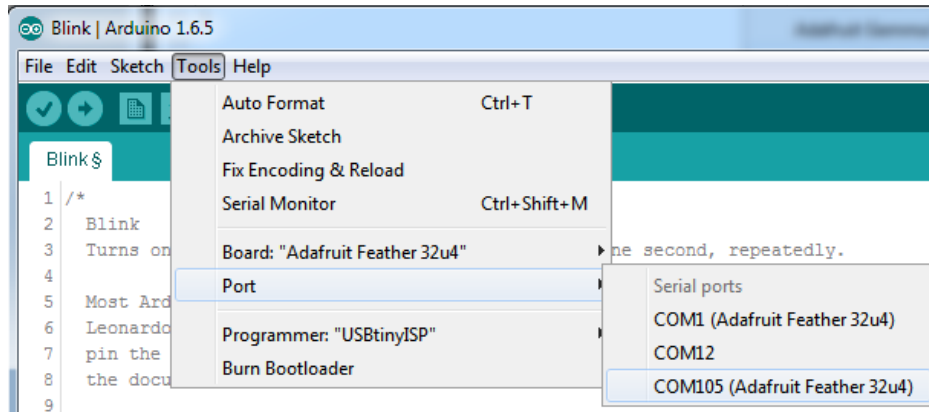 Blink | Arduino 1.6.5
File Edit Sketch Tools Help
Auto Format Ctrl+T
Archive Sketch
Fix Encoding & Reload
Serial Monitor Ctrl+Shift+M
Board: "Adafruit Feather 32u4"
Port
Programmer: "USBtinyISP"
Burn Bootloader
Serial ports
COM1 (Adafruit Feather 32u4)
COM12
COM105 (Adafruit Feather 32u4)
Blink §
1 /*
2 Blink
3 Turns on ne second, repeatedly.
4
5 Most Ard
6 Leonardo
7 pin the
8 the docu
9